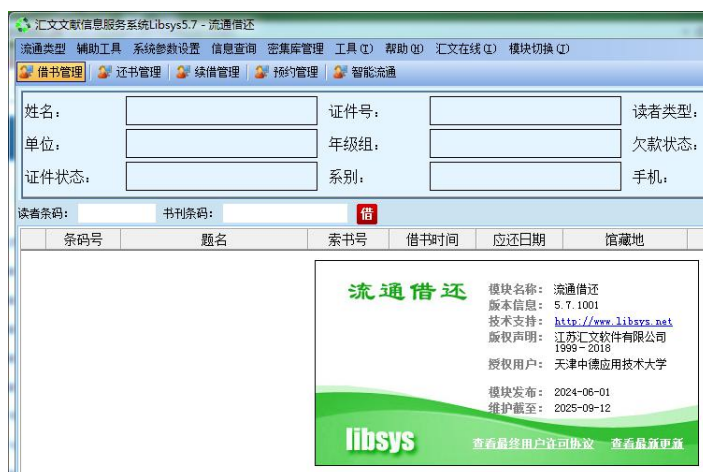 汇文文献信息服务系统Libsys5.7 - 流通借还
流通类型 辅助工具 系统参数设置 信息查询 密集库管理 工具(T) 帮助(H) 汇文在线(I) 模块切换(J)
借书管理 还书管理 续借管理 预约管理 智能流通
姓名： 证件号： 读者类型：
单位： 年级组： 欠款状态：
证件状态： 系别： 手机：
读者条码： 书刊条码： 借
条码号 题名 索书号 借书时间 应还日期 馆藏地
流通借还
模块名称： 流通借还
版本信息： 5.7.1001
技术支持： http://www.libsys.net
版权声明： 江苏汇文软件有限公司
1999－2018
授权用户： 天津中德应用技术大学
模块发布： 2024-06-01
维护截至： 2025-09-12
libsys
查看最终用户许可协议 查看最新更新